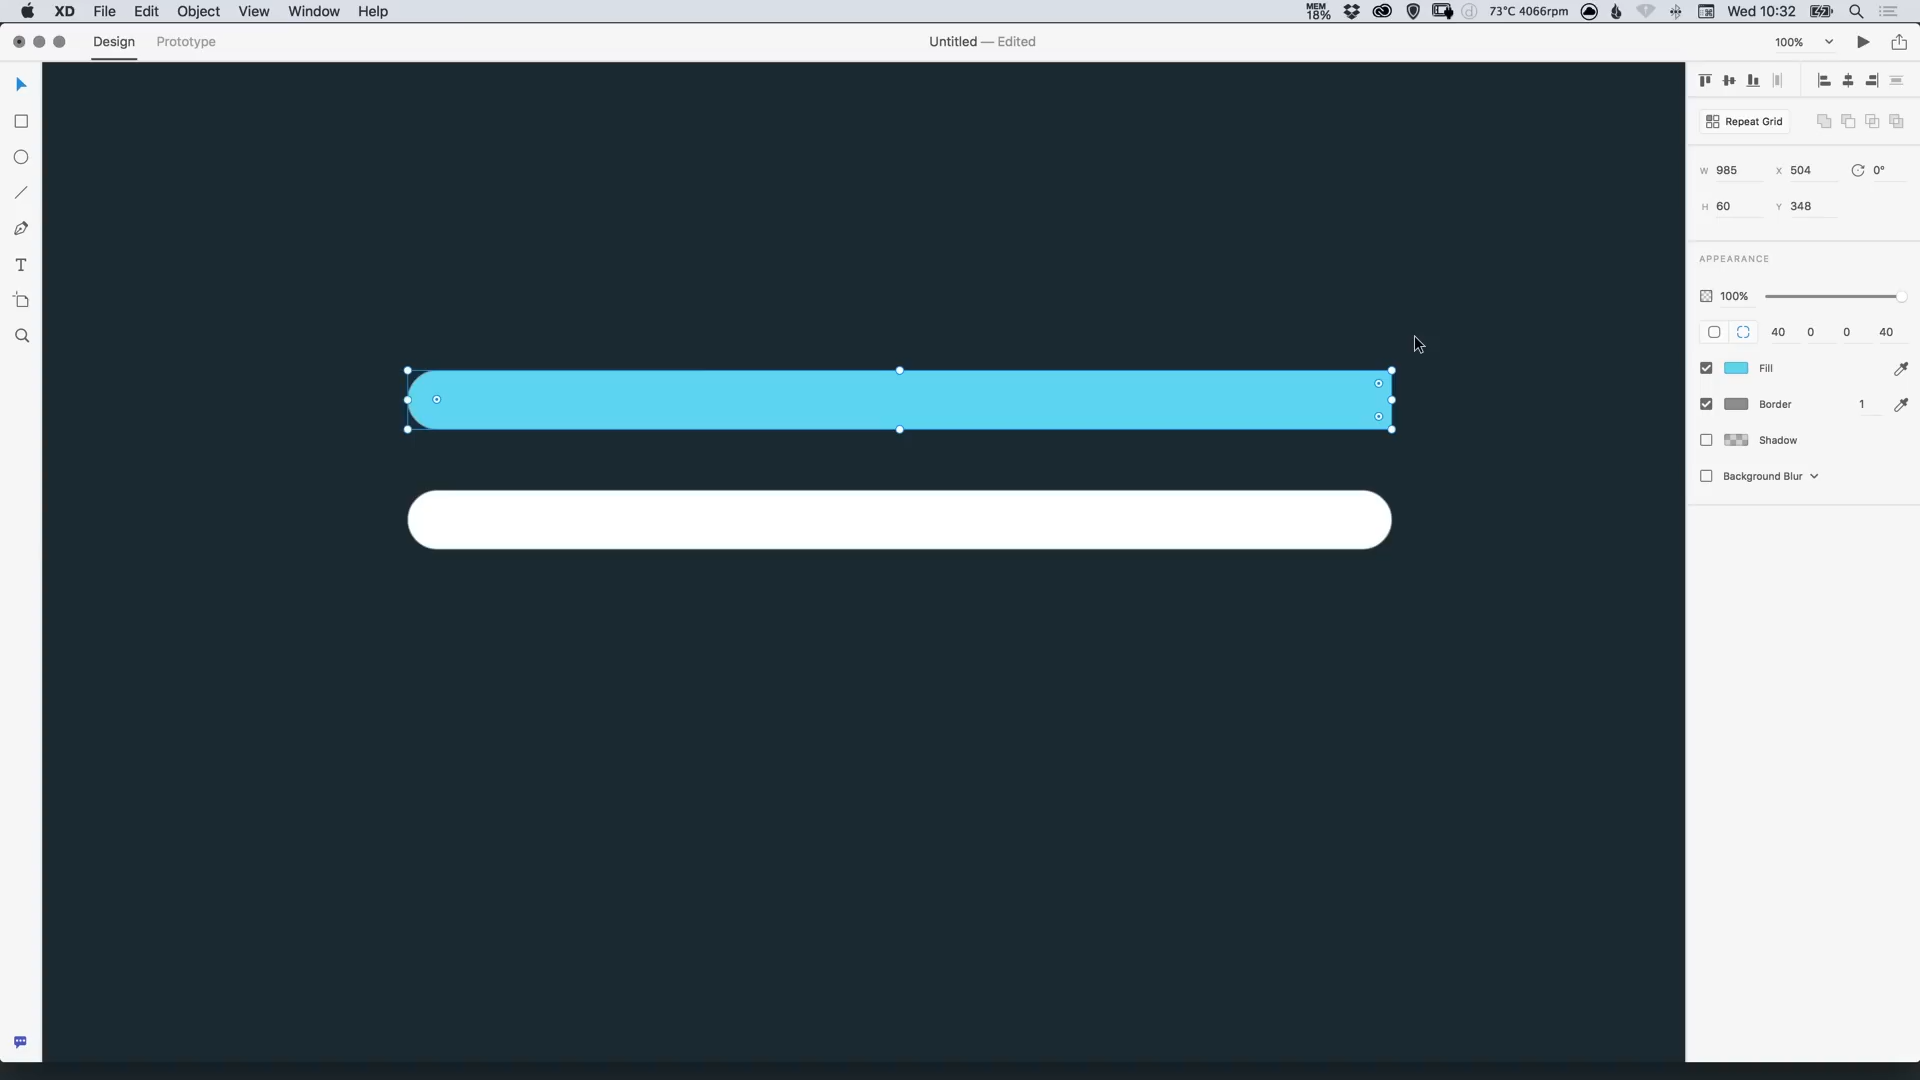 XD File Edit Object View Window Help MEM 18% 73°C 4066rpm Wed 10:32
Design Prototype Untitled — Edited 100%
Repeat Grid
W 985 X 504 0°
H 60 Y 348
APPEARANCE
100%
40 0 0 40
Fill
Border 1
Shadow
Background Blur
T